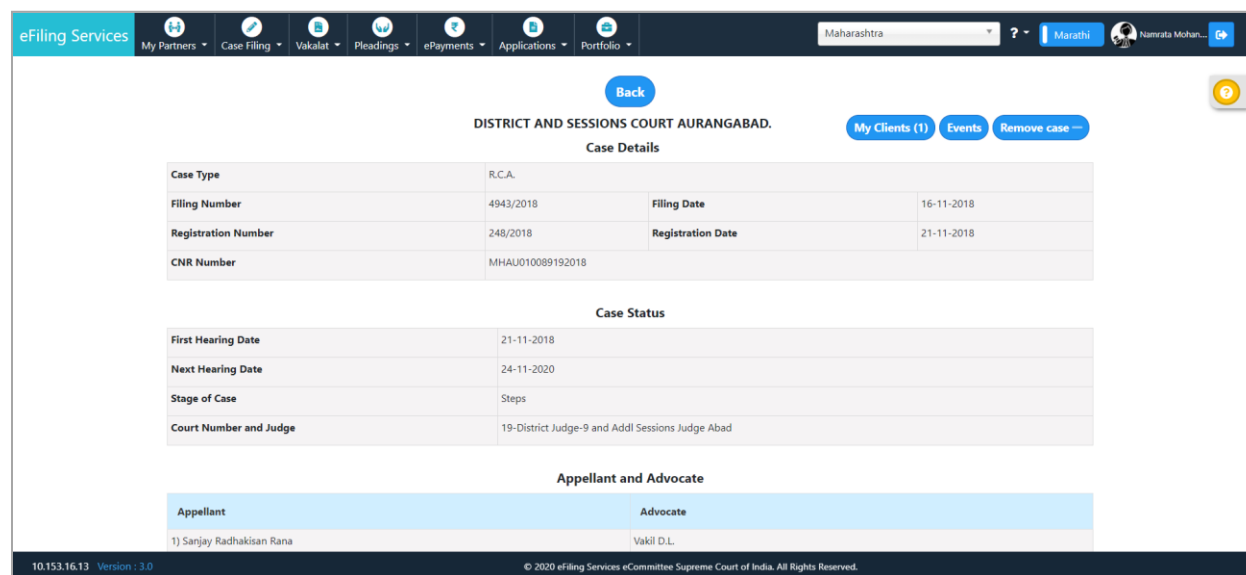 eFiling Services My Partners Case Filing Vakalat Pleadings ePayments Applications Portfolio Maharashtra ? Marathi Namrata Mohan...
Back
DISTRICT AND SESSIONS COURT AURANGABAD.
My Clients (1) Events Remove case
Case Details
Case Type R.C.A.
Filing Number 4943/2018 Filing Date 16-11-2018
Registration Number 248/2018 Registration Date 21-11-2018
CNR Number MHAU010089192018
Case Status
First Hearing Date 21-11-2018
Next Hearing Date 24-11-2020
Stage of Case Steps
Court Number and Judge 19-District Judge-9 and Addl Sessions Judge Abad
Appellant and Advocate
Appellant Advocate
1) Sanjay Radhakisan Rana Vakil D.L.
10.153.16.13 Version : 3.0 © 2020 eFiling Services eCommittee Supreme Court of India. All Rights Reserved.